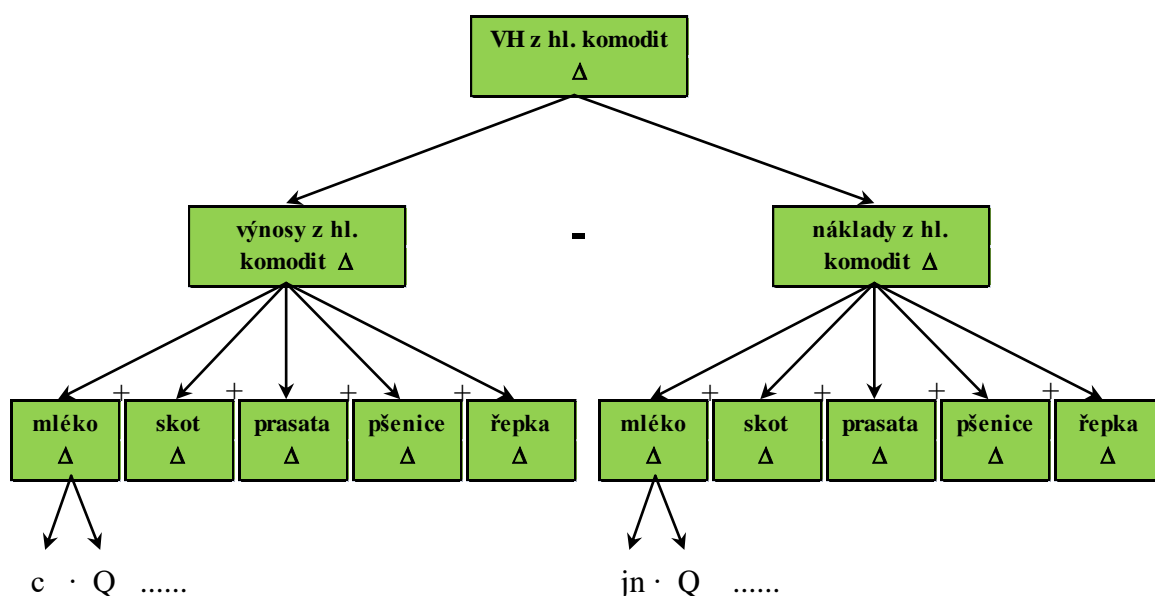 VH z hl. komodit
Δ
výnosy z hl.
komodit Δ
-
náklady z hl.
komodit Δ
mléko
Δ
+
skot
Δ
+
prasata
Δ
+
pšenice
Δ
+
řepka
Δ
mléko
Δ
+
skot
Δ
+
prasata
Δ
+
pšenice
Δ
+
řepka
Δ
c · Q ......
jn · Q ......